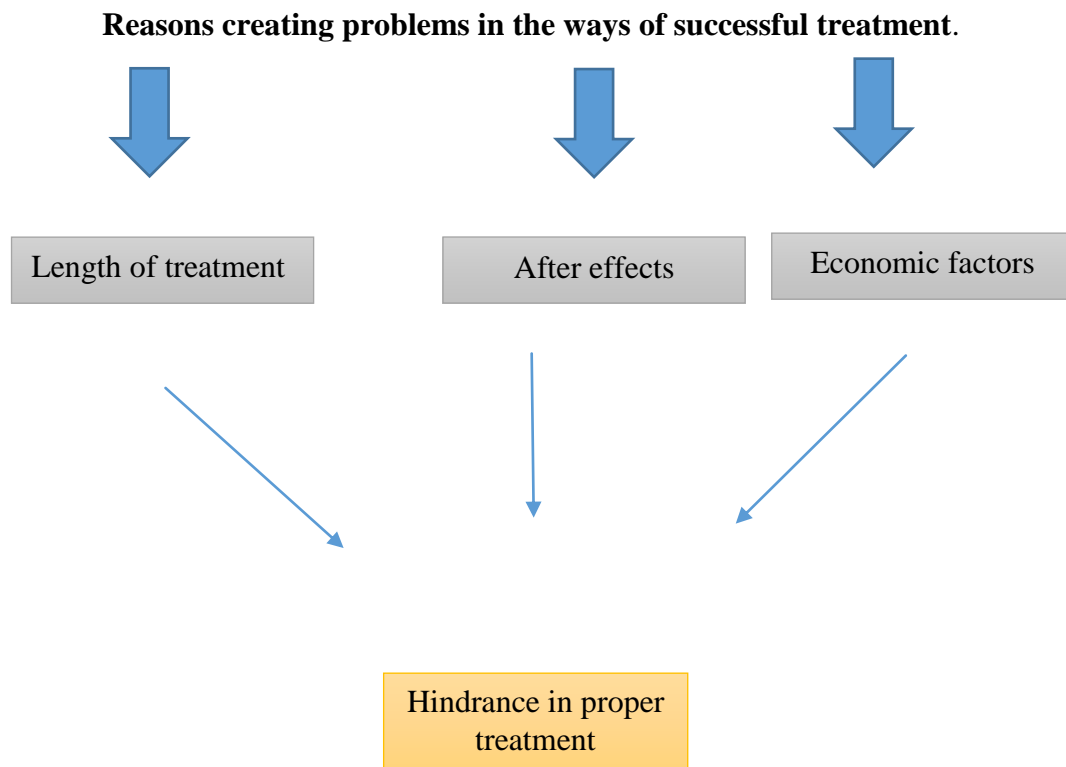 Reasons creating problems in the ways of successful treatment.
Length of treatment
After effects
Economic factors
Hindrance in proper
treatment